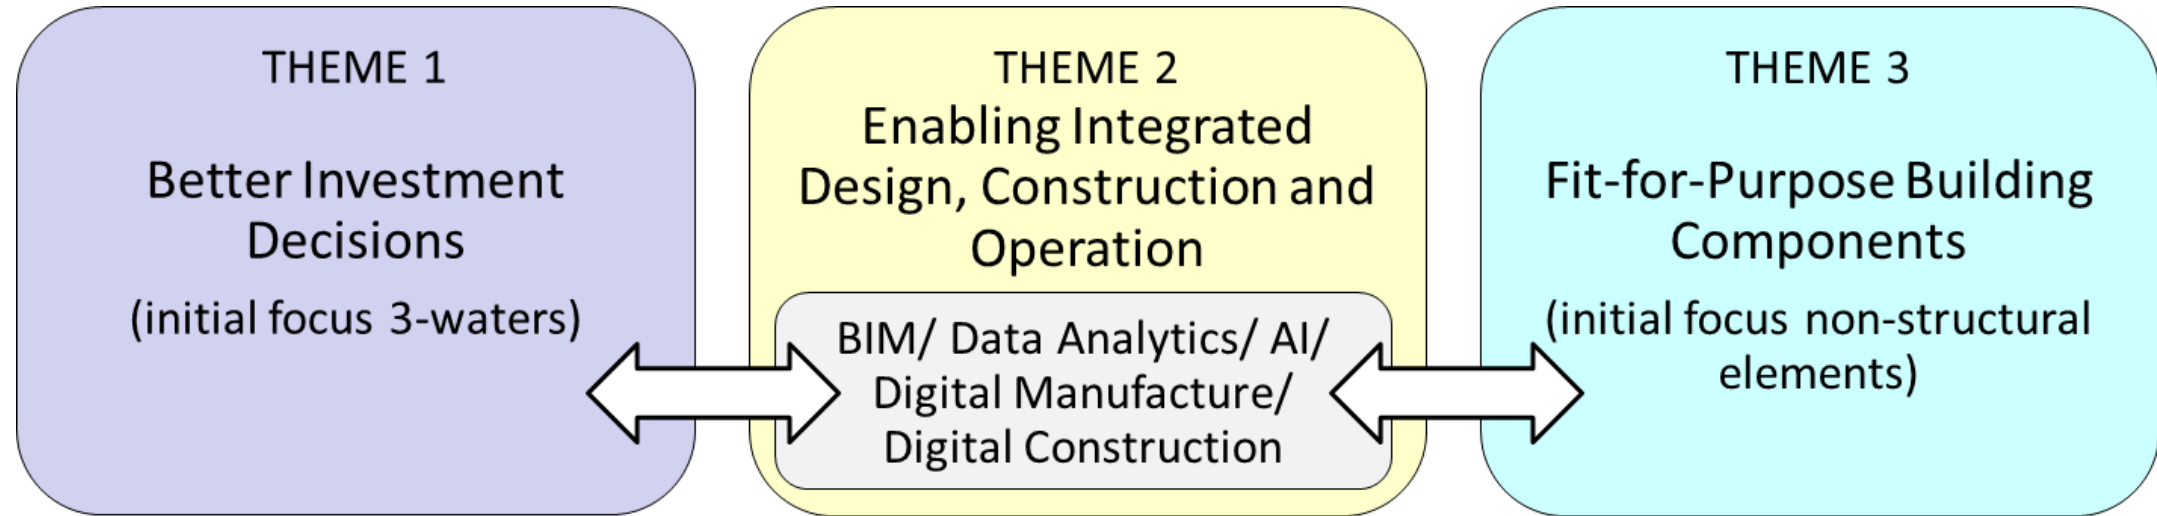 THEME 1
Better Investment
Decisions
(initial focus 3-waters)
THEME 2
Enabling Integrated
Design, Construction and
Operation
BIM/ Data Analytics/ AI/
Digital Manufacture/
Digital Construction
THEME 3
Fit-for-Purpose Building
Components
(initial focus non-structural
elements)